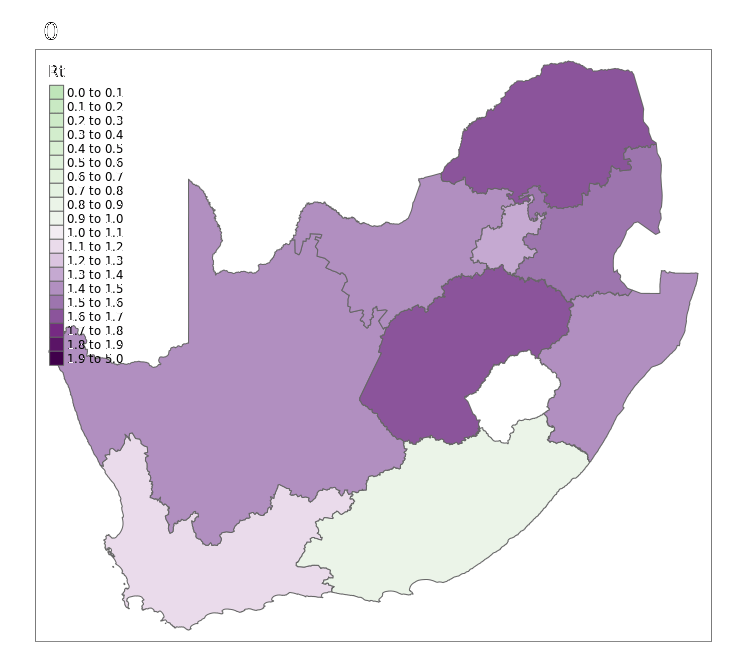 0
Rt
0.0 to 0.1
0.1 to 0.2
0.2 to 0.3
0.3 to 0.4
0.4 to 0.5
0.5 to 0.6
0.6 to 0.7
0.7 to 0.8
0.8 to 0.9
0.9 to 1.0
1.0 to 1.1
1.1 to 1.2
1.2 to 1.3
1.3 to 1.4
1.4 to 1.5
1.5 to 1.6
1.6 to 1.7
1.7 to 1.8
1.8 to 1.9
1.9 to 5.0